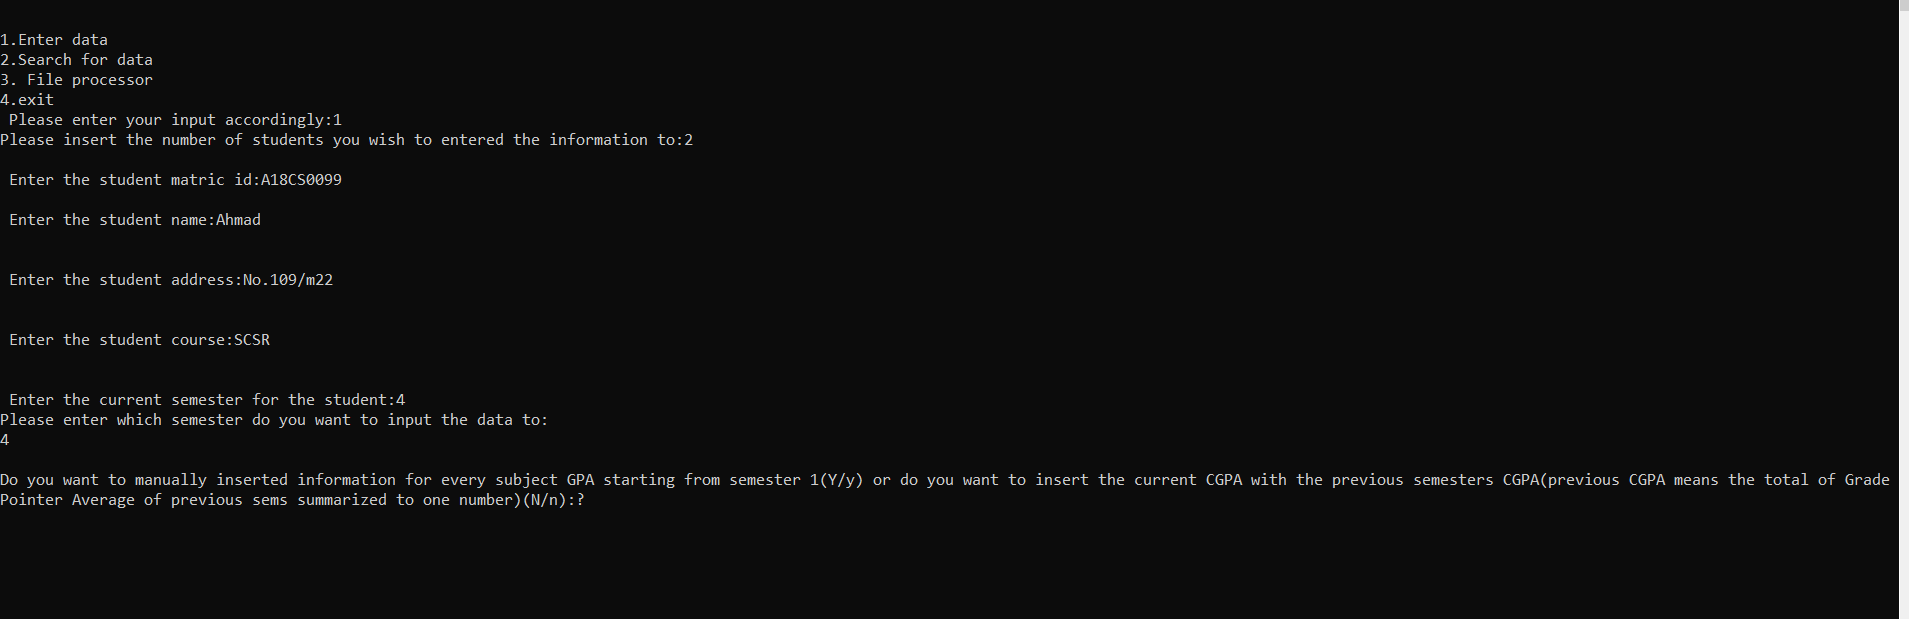 1.Enter data
2.Search for data
3. File processor
4.exit
 Please enter your input accordingly:1
Please insert the number of students you wish to entered the information to:2
 Enter the student matric id:A18CS0099
 Enter the student name:Ahmad
 Enter the student address:No.109/m22
 Enter the student course:SCSR
 Enter the current semester for the student:4
Please enter which semester do you want to input the data to:
4
Do you want to manually inserted information for every subject GPA starting from semester 1(Y/y) or do you want to insert the current CGPA with the previous semesters CGPA(previous CGPA means the total of Grade
Pointer Average of previous sems summarized to one number)(N/n):?